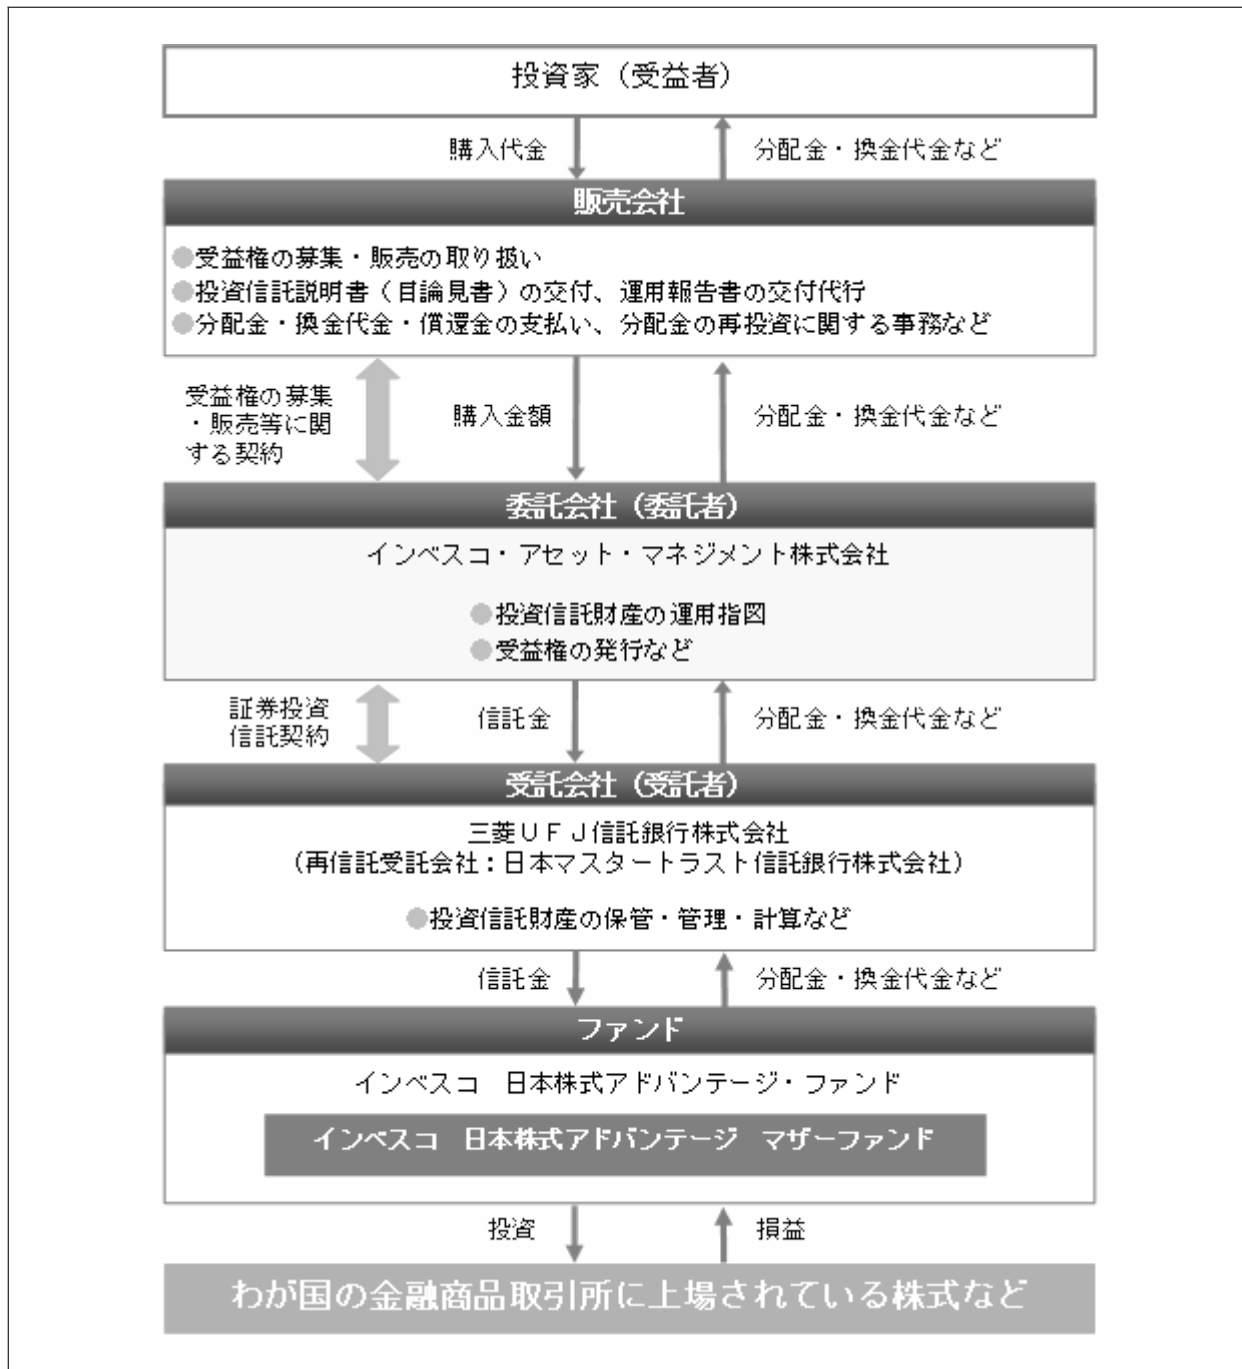 投資家（受益者）
購入代金
分配金・換金代金など
販売会社
●受益権の募集・販売の取り扱い
●投資信託説明書（目論見書）の交付、運用報告書の交付代行
●分配金・換金代金・償還金の支払い、分配金の再投資に関する事務など
受益権の募集
・販売等に関
する契約
購入金額
分配金・換金代金など
委託会社（委託者）
インベスコ・アセット・マネジメント株式会社
●投資信託財産の運用指図
●受益権の発行など
証券投資
信託契約
信託金
分配金・換金代金など
受託会社（受託者）
三菱ＵＦＪ信託銀行株式会社
（再信託受託会社：日本マスタートラスト信託銀行株式会社）
●投資信託財産の保管・管理・計算など
信託金
分配金・換金代金など
ファンド
インベスコ　日本株式アドバンテージ・ファンド
インベスコ　日本株式アドバンテージ　マザーファンド
投資
損益
わが国の金融商品取引所に上場されている株式など